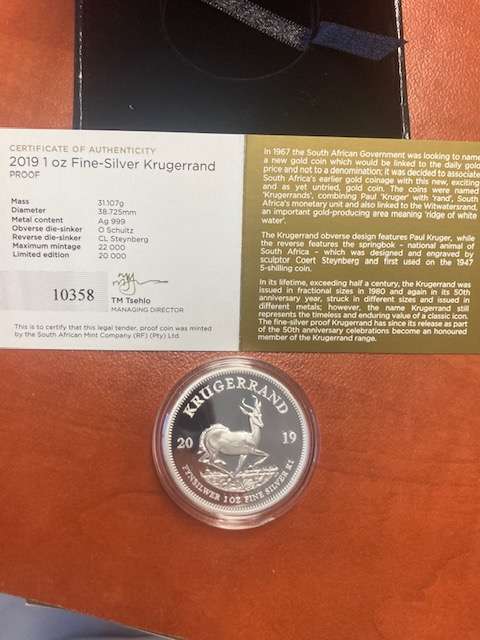 CERTIFICATE OF AUTHENTICITY
2019 1 oz Fine-Silver Krugerrand
PROOF
Mass 31.107g
Diameter 38.725mm
Metal content Ag 999
Obverse die-sinker O Schultz
Reverse die-sinker CL Steynberg
Maximum mintage 22 000
Limited edition 20 000
10358
TM Tsehlo
MANAGING DIRECTOR
This is to certify that this legal tender, proof coin was minted
by the South African Mint Company (RF) (Pty) Ltd.
In 1967 the South African Government was looking to name
a new gold coin which would be linked to the daily gold
price and not to a denomination; it was decided to associate
South Africa's earlier gold coinage with this new, exciting
and as yet untried, gold coin. The coins were named
'Krugerrands', combining Paul 'Kruger' with 'rand', South
Africa's monetary unit and also linked to the Witwatersrand,
an important gold-producing area meaning 'ridge of white
water'.
The Krugerrand obverse design features Paul Kruger, while
the reverse features the springbok – national animal of
South Africa – which was designed and engraved by
sculptor Coert Steynberg and first used on the 1947
5-shilling coin.
In its lifetime, exceeding half a century, the Krugerrand was
issued in fractional sizes in 1980 and again in its 50th
anniversary year, struck in different sizes and issued in
different metals; however, the name Krugerrand still
represents the timeless and enduring value of a classic icon.
The fine-silver proof Krugerrand has since its release as part
of the 50th anniversary celebrations become an honoured
member of the Krugerrand range.
KRUGERRAND
20 19
FYNSILWER 1 OZ FINE SILVER R1